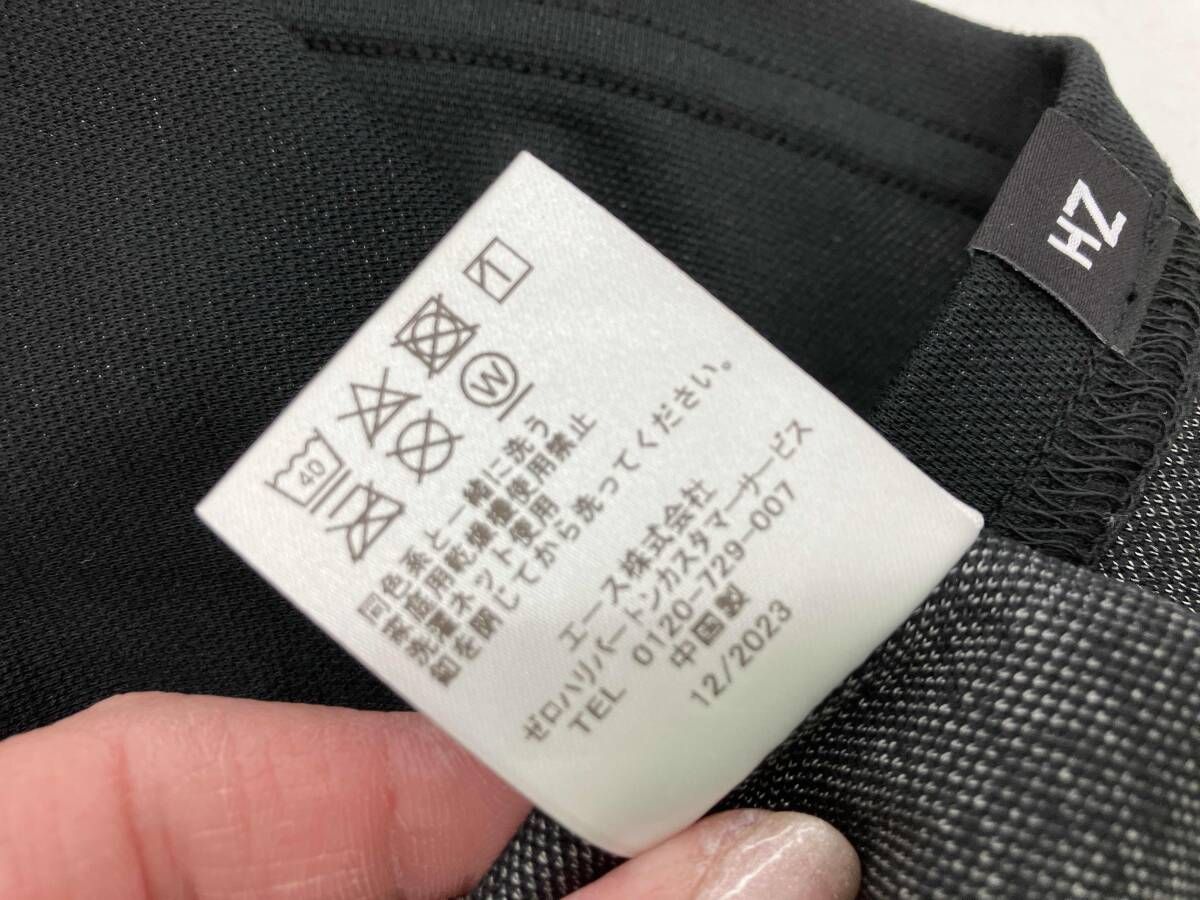 40
W
同色系と一緒に洗う
家庭用乾燥機使用禁止
洗濯ネット使用
釦を閉じてから洗ってください。
エース株式会社
ゼロハリバートンカスタマーサービス
TEL 0120-729-007
中国製
12/2023
HZ